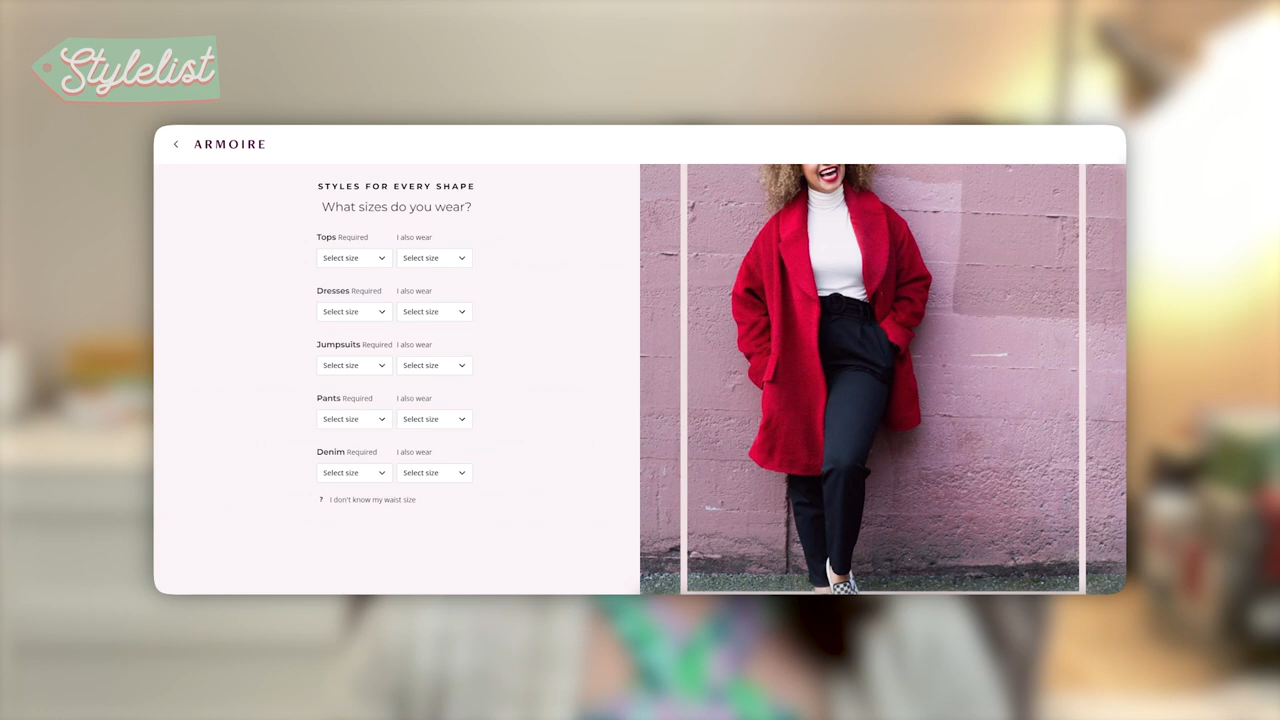 Stylelist
ARMOIRE
STYLES FOR EVERY SHAPE
What sizes do you wear?
Tops Required I also wear
Select size Select size
Dresses Required I also wear
Select size Select size
Jumpsuits Required I also wear
Select size Select size
Pants Required I also wear
Select size Select size
Denim Required I also wear
Select size Select size
? I don't know my waist size